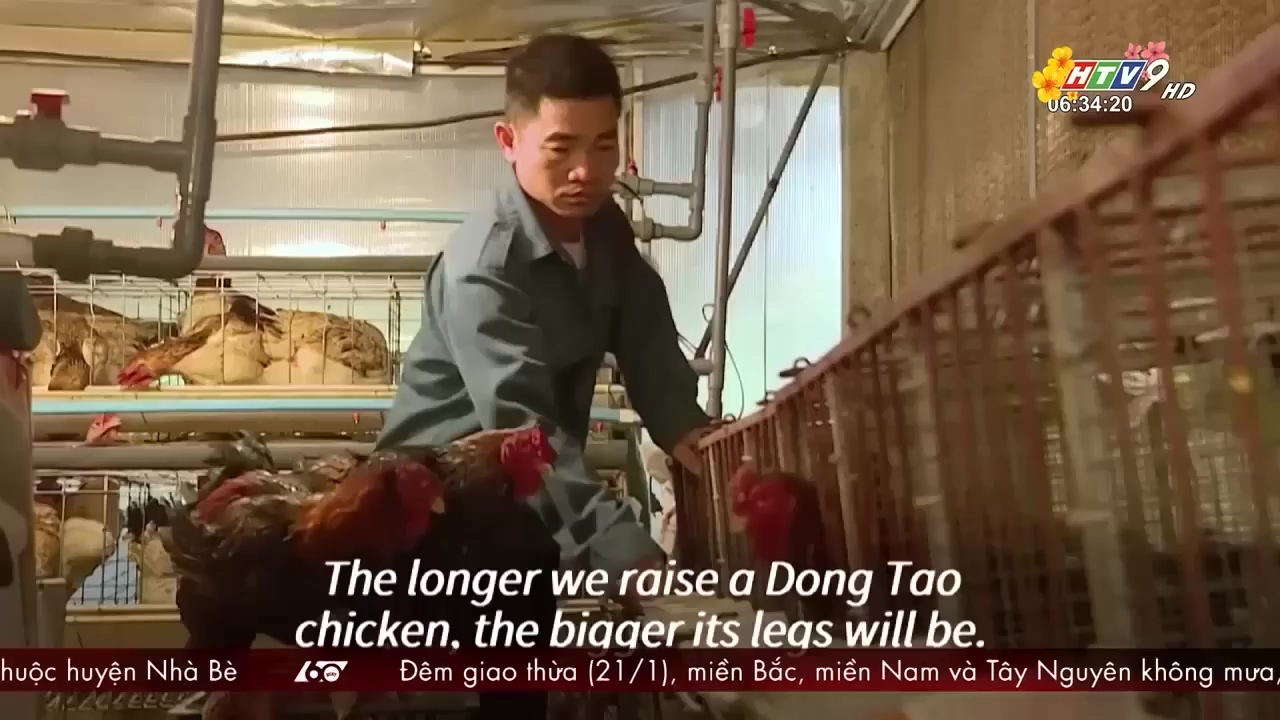 HTV9 HD
06:34:20
The longer we raise a Dong Tao
chicken, the bigger its legs will be.
huộc huyện Nhà Bè
Đêm giao thừa (21/1), miền Bắc, miền Nam và Tây Nguyên không mưa,